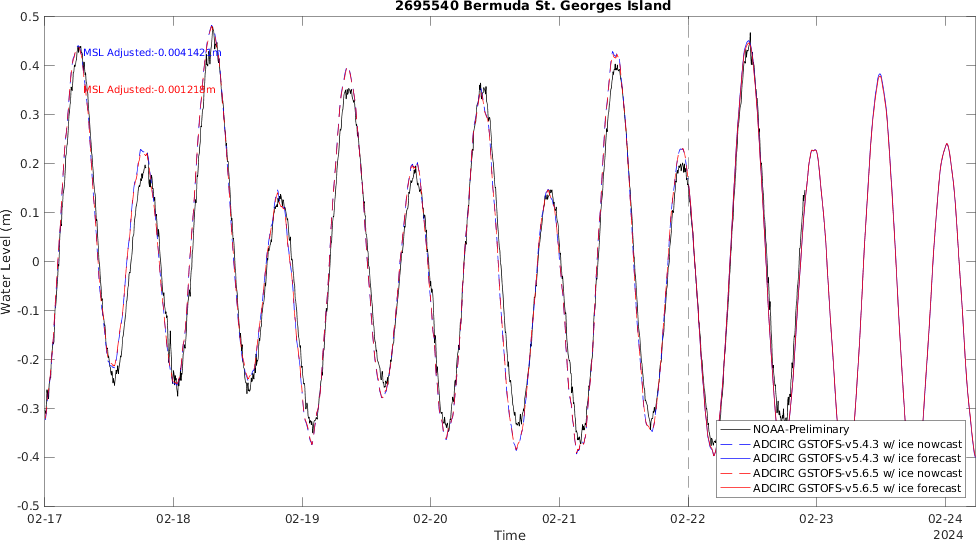 2695540 Bermuda St. Georges Island
0.5
0.4
0.3
0.2
0.1
0
-0.1
-0.2
-0.3
-0.4
-0.5
Water Level (m)
MSL Adjusted:-0.0041421m
MSL Adjusted:-0.001218m
NOAA-Preliminary
ADCIRC GSTOFS-v5.4.3 w/ ice nowcast
ADCIRC GSTOFS-v5.4.3 w/ ice forecast
ADCIRC GSTOFS-v5.6.5 w/ ice nowcast
ADCIRC GSTOFS-v5.6.5 w/ ice forecast
02-17 02-18 02-19 02-20 02-21 02-22 02-23 02-24
Time
2024